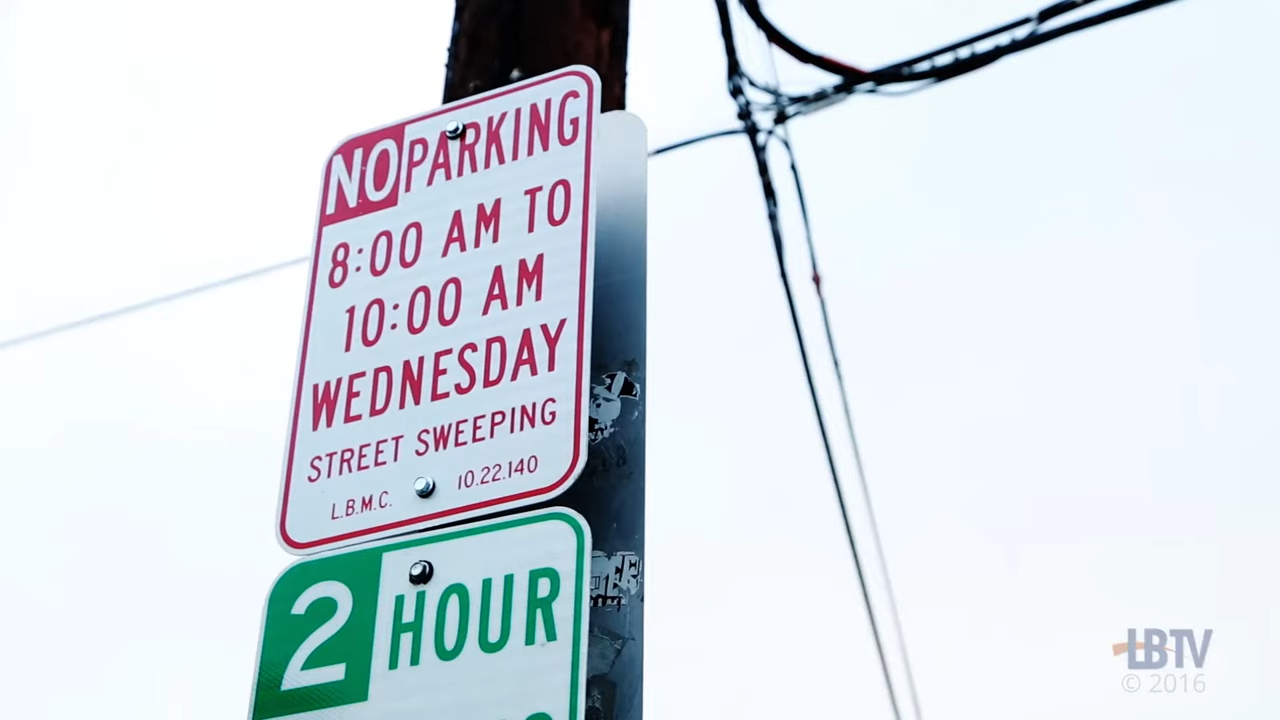 NO PARKING
8:00 AM TO
10:00 AM
WEDNESDAY
STREET SWEEPING
L.B.M.C. 10.22.140
2 HOUR
LBTV
© 2016